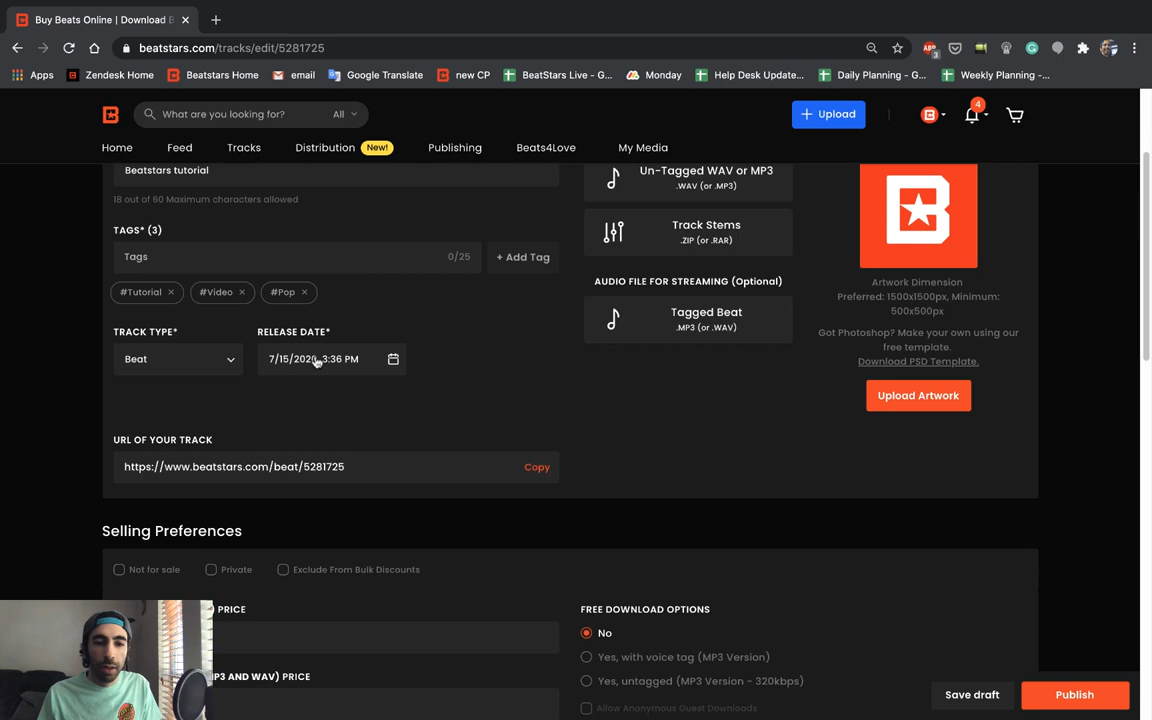 Buy Beats Online | Download B
beatstars.com/tracks/edit/5281725
Apps
Zendesk Home
Beatstars Home
email
Google Translate
new CP
BeatStars Live - G...
Monday
Help Desk Update...
Daily Planning - G...
Weekly Planning -...
3
What are you looking for?
All
Upload
4
Home
Feed
Tracks
Distribution
New!
Publishing
Beats4Love
My Media
Beatstars tutorial
18 out of 60 Maximum characters allowed
TAGS* (3)
Tags
0/25
+ Add Tag
#Tutorial
#Video
#Pop
TRACK TYPE*
RELEASE DATE*
Beat
7/15/2020, 3:36 PM
URL OF YOUR TRACK
https://www.beatstars.com/beat/5281725
Copy
Un-Tagged WAV or MP3
.WAV (or .MP3)
Track Stems
.ZIP (or .RAR)
AUDIO FILE FOR STREAMING (Optional)
Tagged Beat
.MP3 (or .WAV)
B
Artwork Dimension
Preferred: 1500x1500px, Minimum:
500x500px
Got Photoshop? Make your own using our
free template.
Download PSD Template.
Upload Artwork
Selling Preferences
Not for sale
Private
Exclude From Bulk Discounts
PRICE
P3 AND WAV) PRICE
FREE DOWNLOAD OPTIONS
No
Yes, with voice tag (MP3 Version)
Yes, untagged (MP3 Version - 320kbps)
Allow Anonymous Guest Downloads
Save draft
Publish